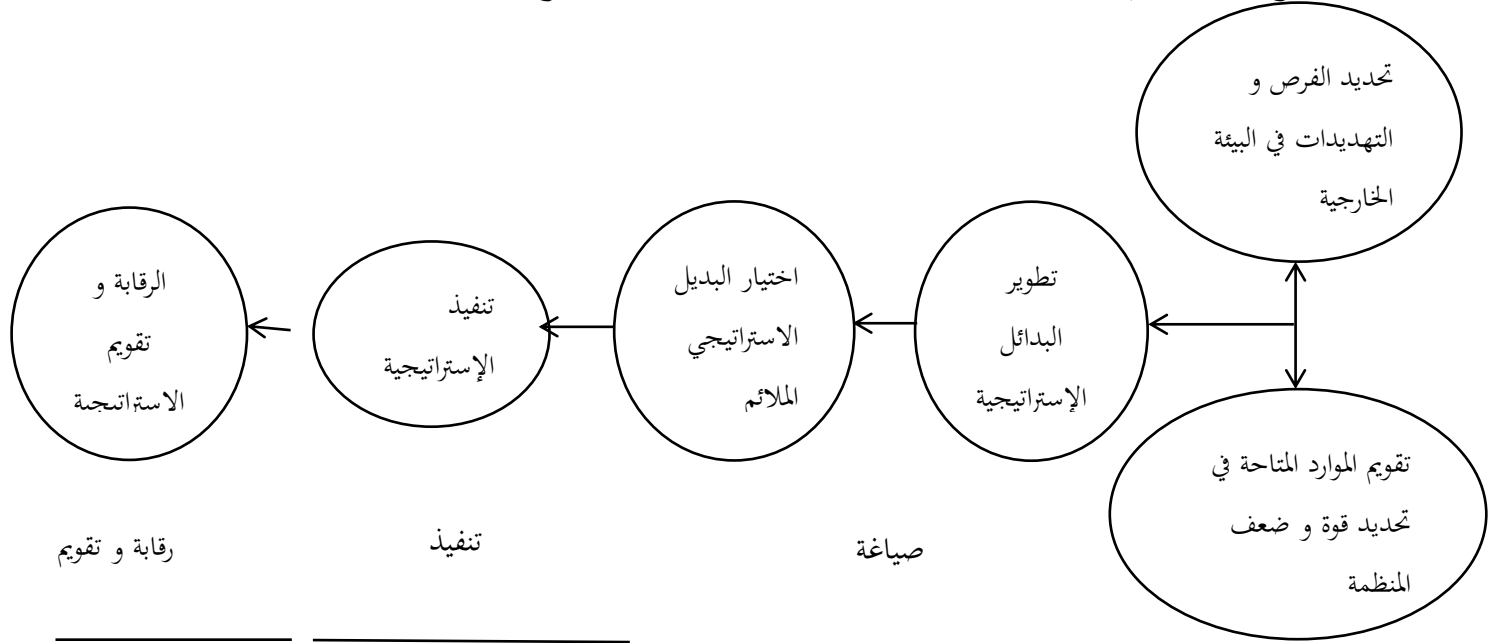 تحديد الفرص و
التهديدات في البيئة
الخارجية
تقويم الموارد المتاحة في
تحديد قوة و ضعف
المنظمة
تطوير
البدائل
الإستراتيجية
اختيار البديل
الاستراتيجي
الملائم
تنفيذ
الإستراتيجية
الرقابة و
تقويم
الاستراتيجية
صياغة
تنفيذ
رقابة و تقويم